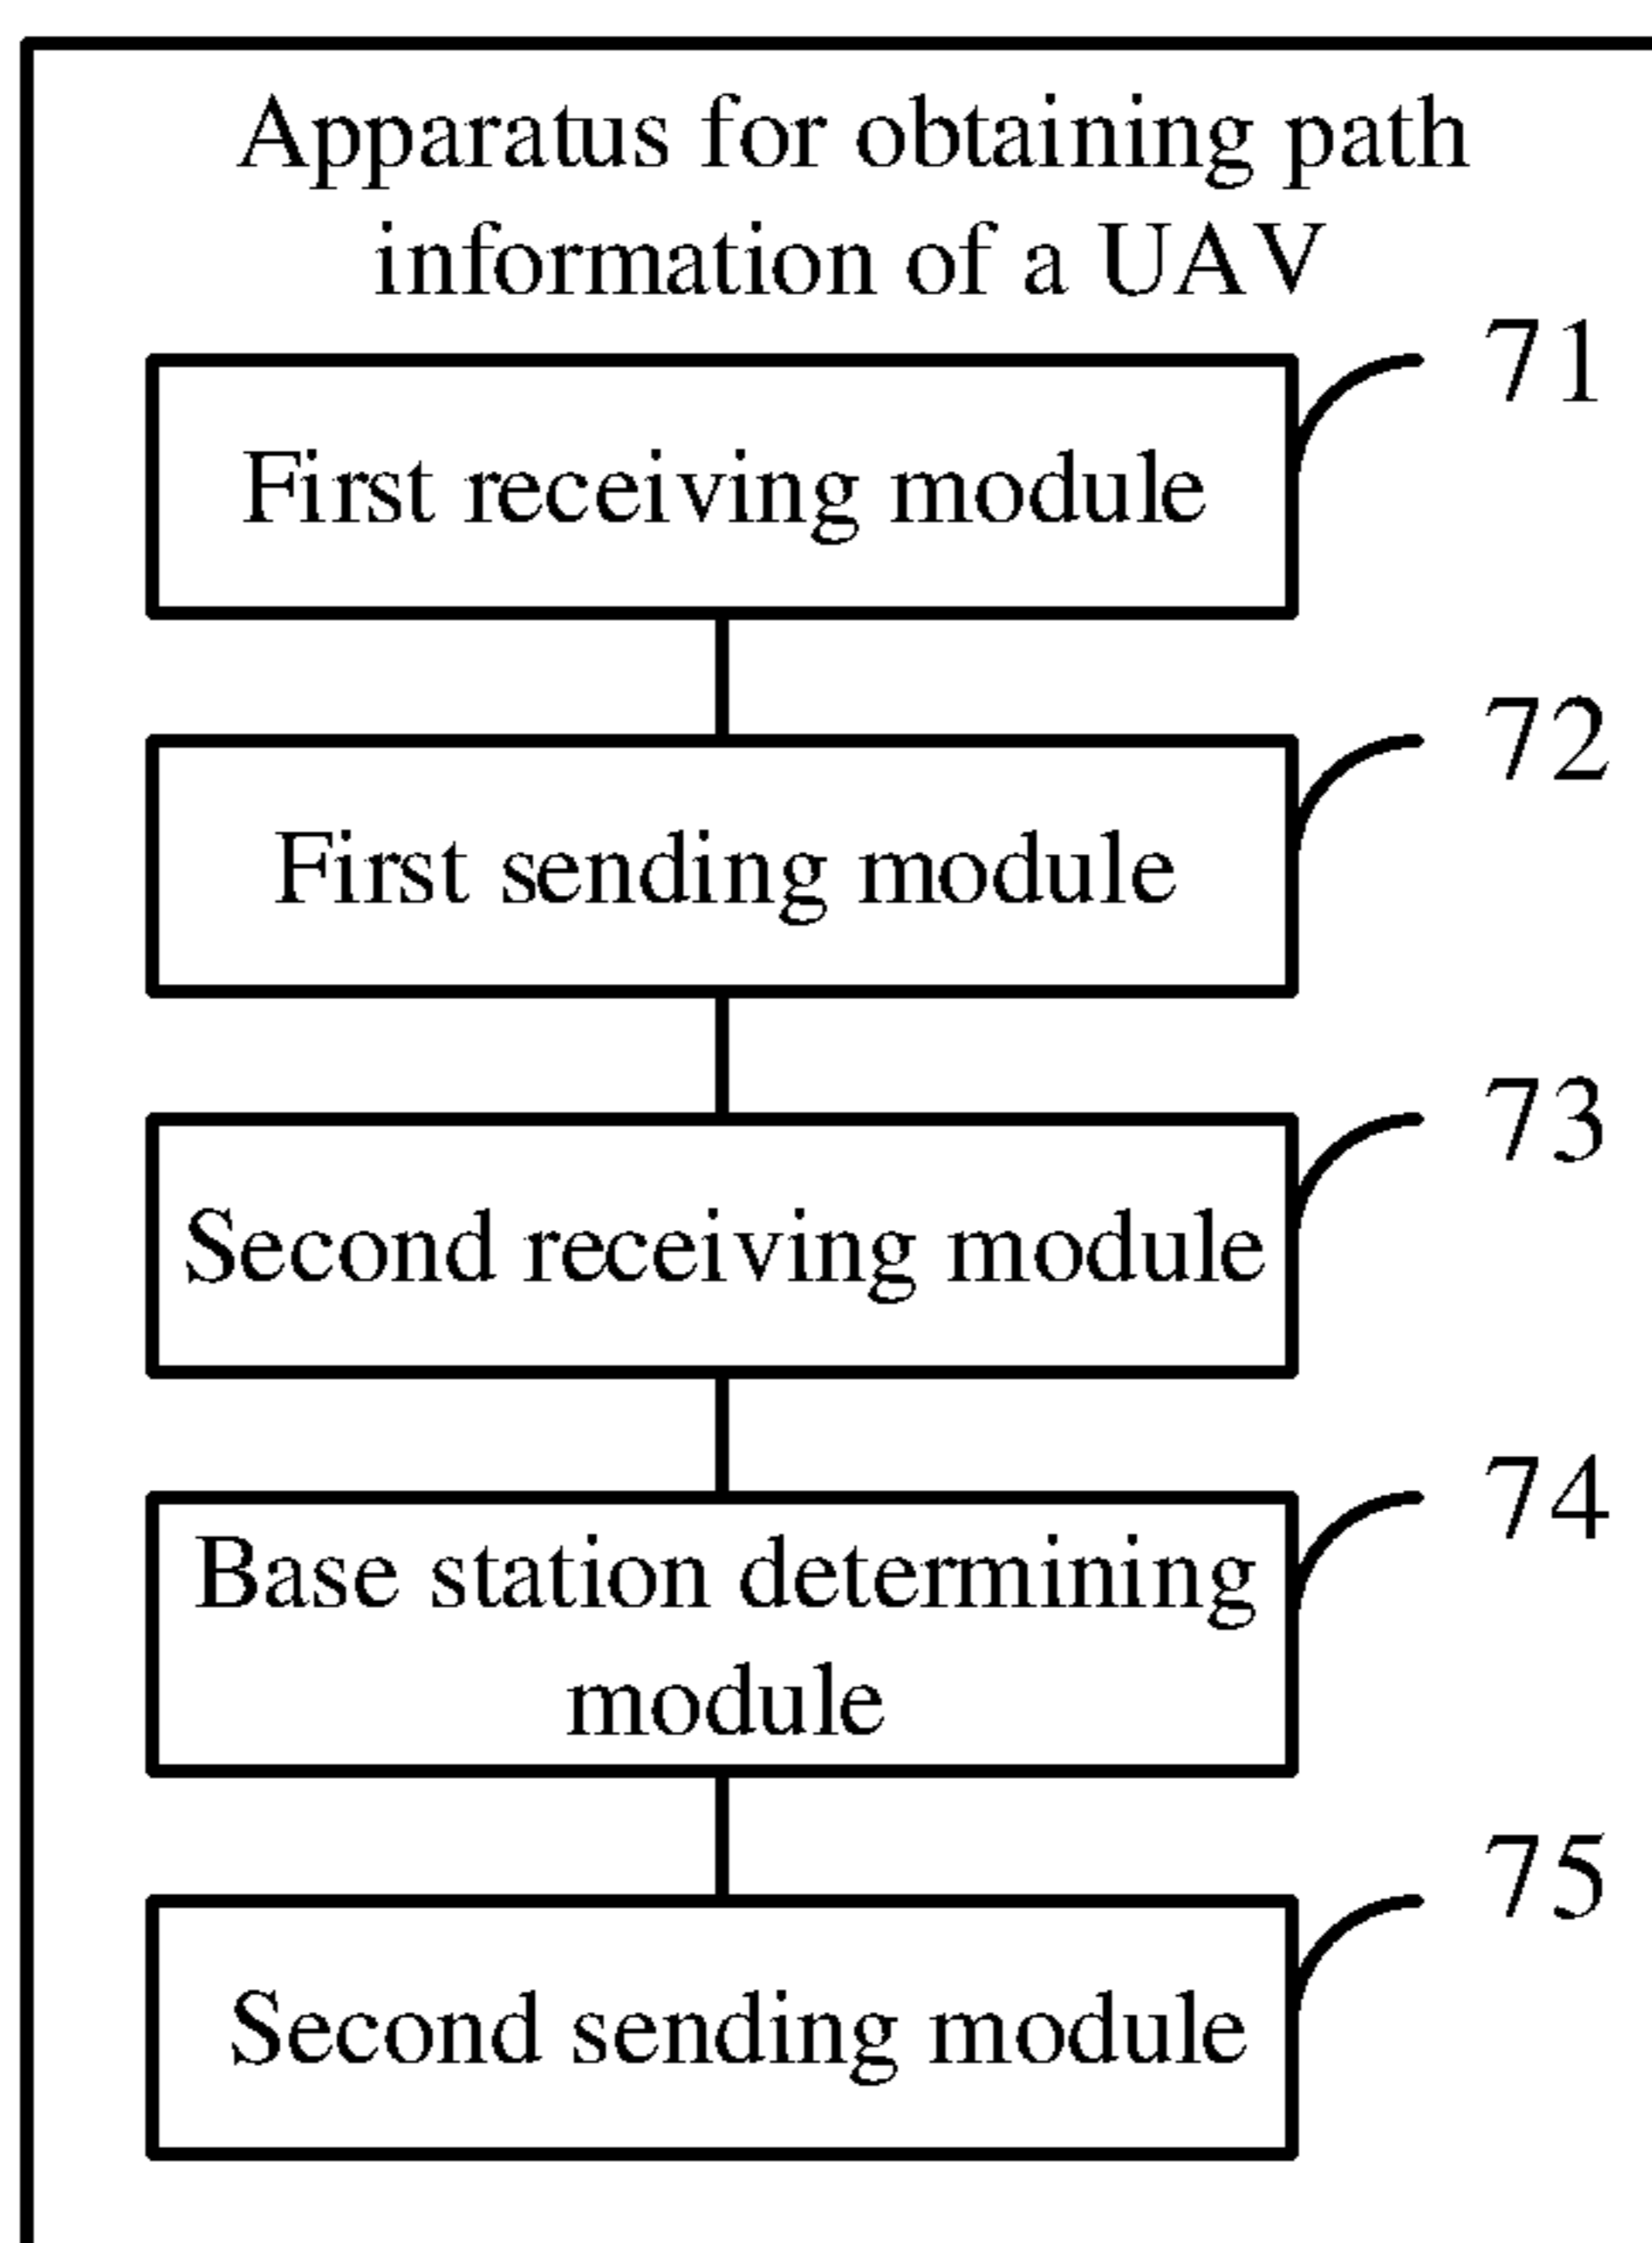 Apparatus for obtaining path
information of a UAV
71
First receiving module
72
First sending module
73
Second receiving module
74
Base station determining
module
75
Second sending module